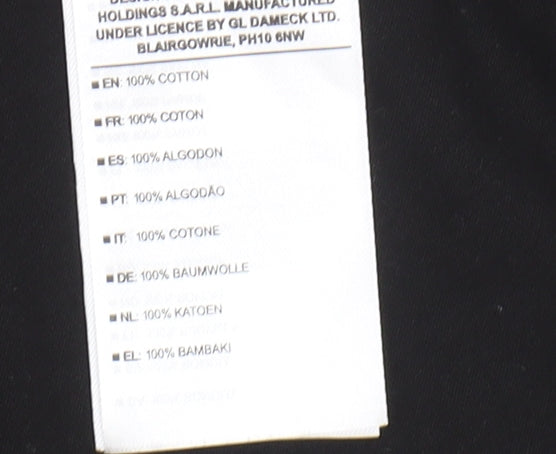 HOLDINGS S.A.R.L. MANUFACTURED
UNDER LICENCE BY GL DAMECK LTD.
BLAIRGOWRIE, PH10 6NW
EN: 100% COTTON
FR: 100% COTON
ES: 100% ALGODON
PT: 100% ALGODÃO
IT: 100% COTONE
DE: 100% BAUMWOLLE
NL: 100% KATOEN
EL: 100% BAMBAKI